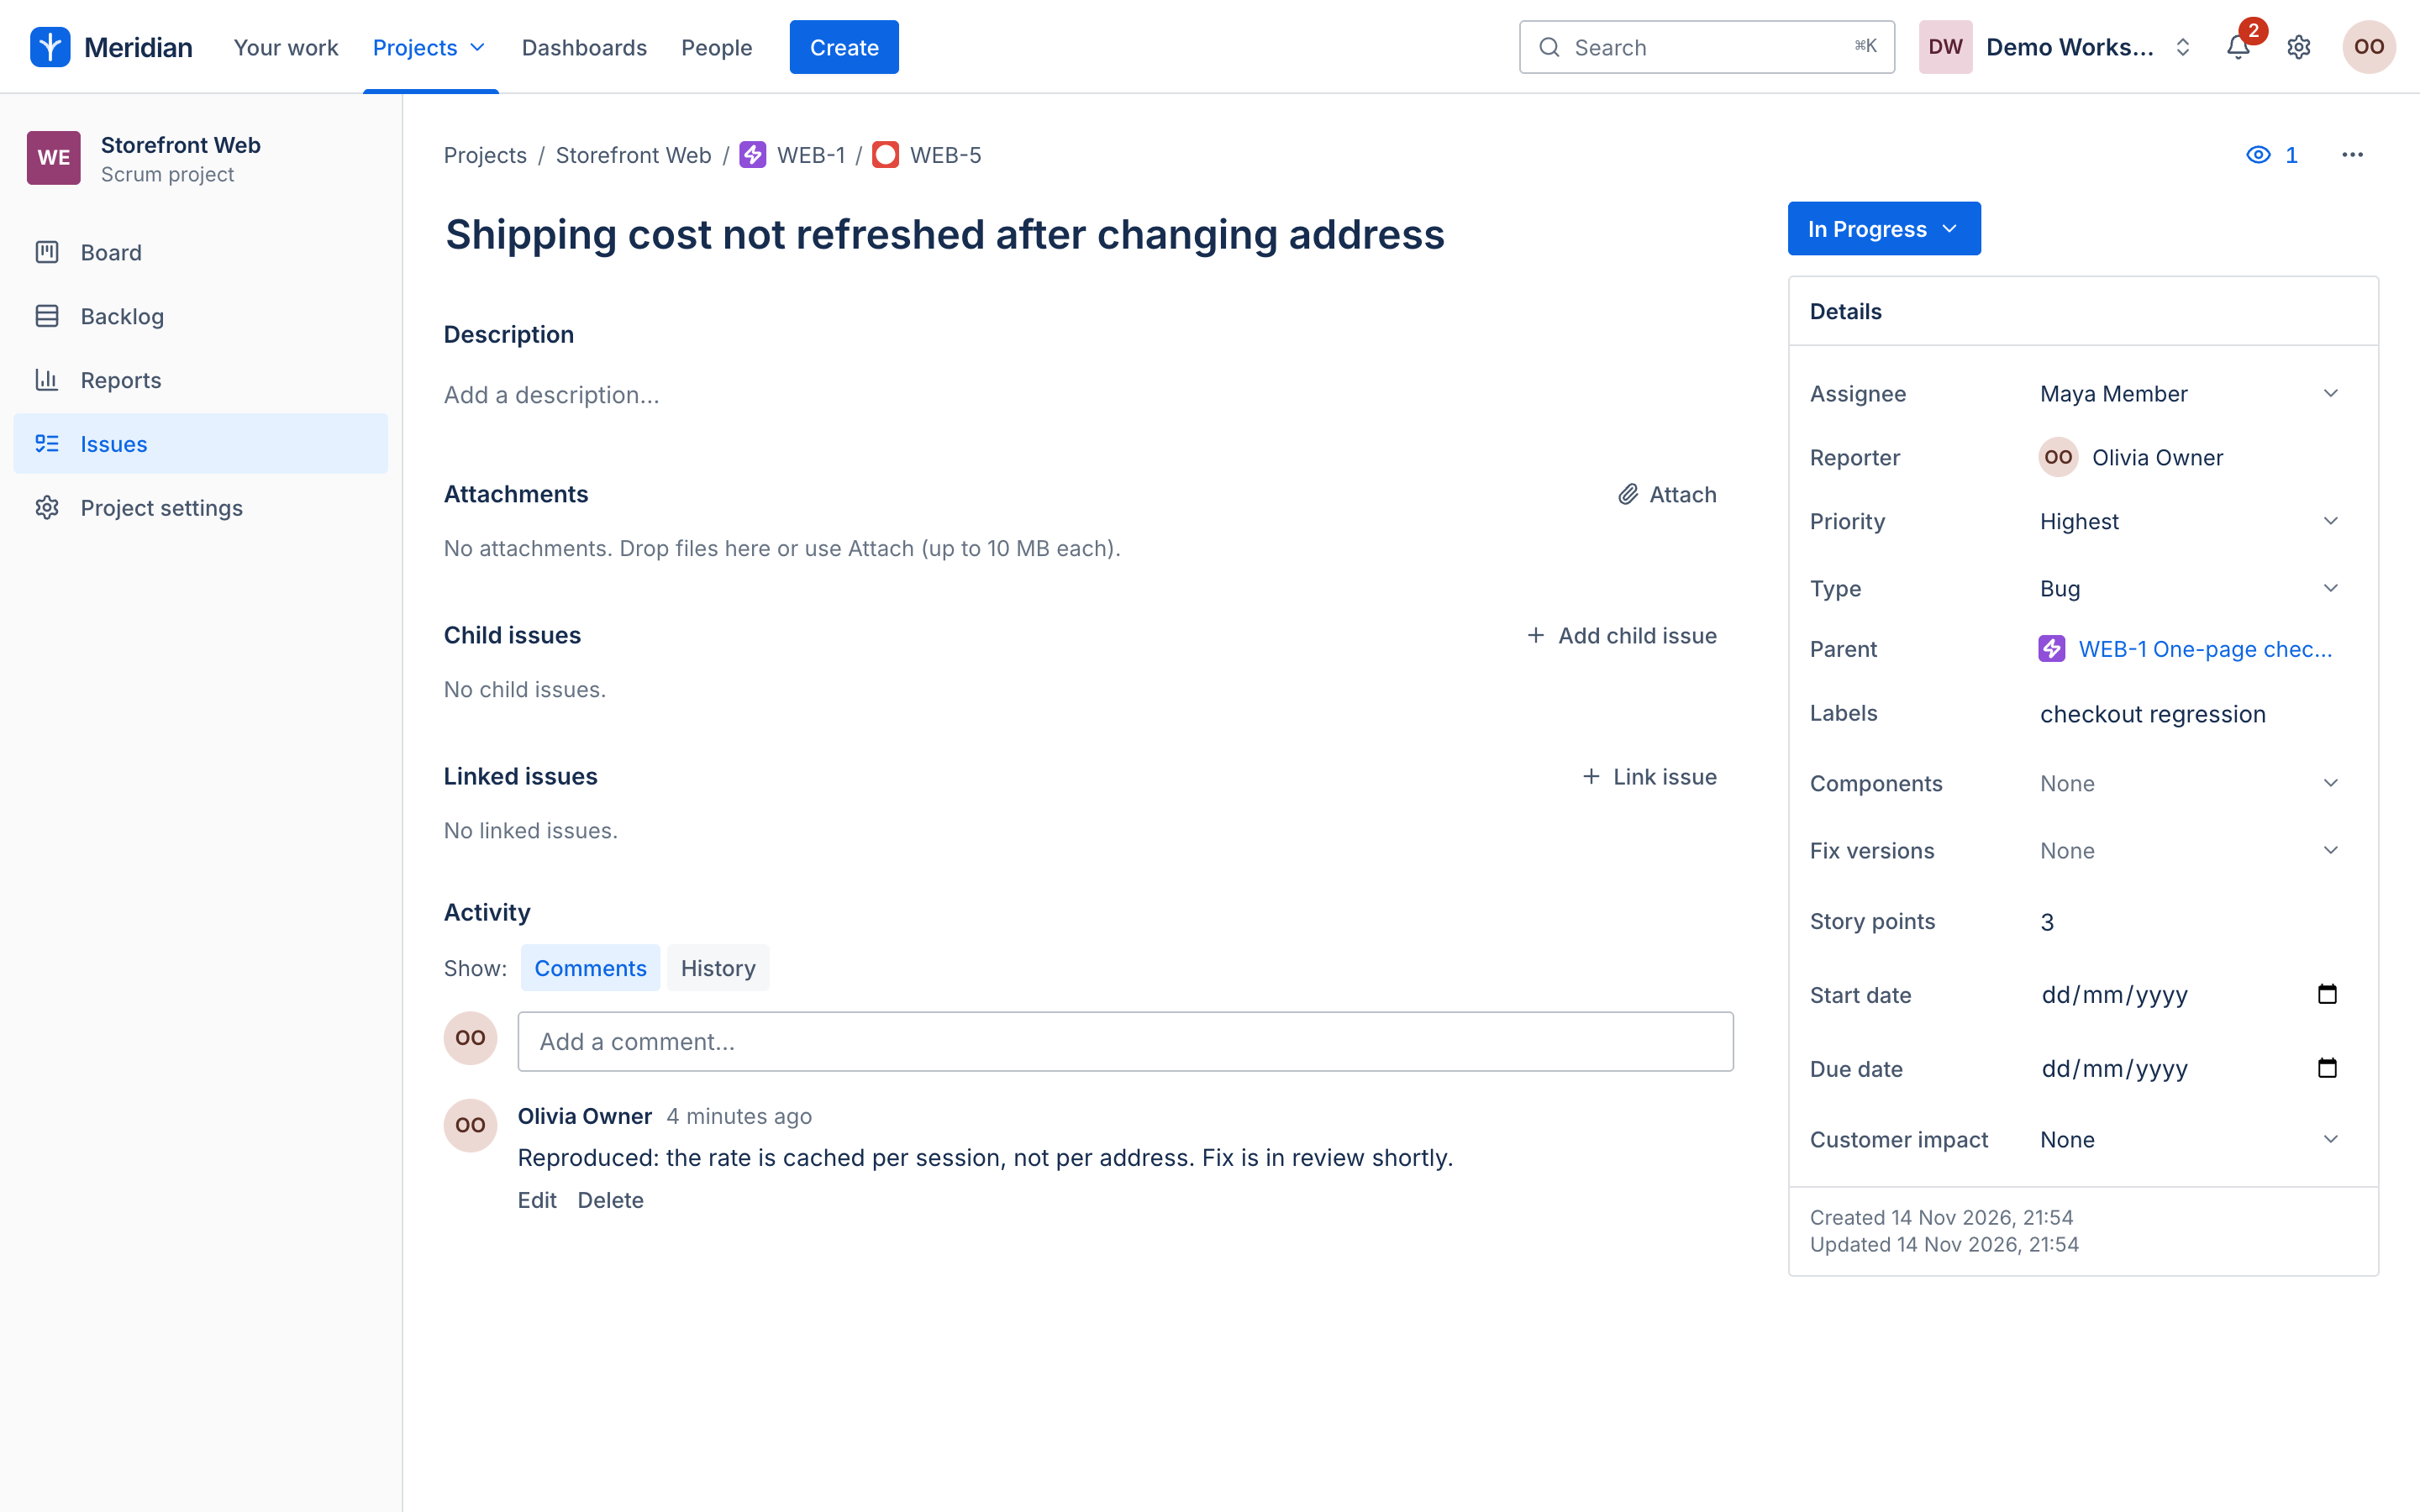 Meridian
Your work
Projects
Dashboards
People
Create
Search
⌘K
DW
Demo Works...
2
OO
WE
Storefront Web
Scrum project
Board
Backlog
Reports
Issues
Project settings
Projects / Storefront Web / WEB-1 / WEB-5
1
Shipping cost not refreshed after changing address
Description
Add a description...
Attachments
Attach
No attachments. Drop files here or use Attach (up to 10 MB each).
Child issues
Add child issue
No child issues.
Linked issues
Link issue
No linked issues.
Activity
Show: Comments History
OO
Add a comment...
OO
Olivia Owner 4 minutes ago
Reproduced: the rate is cached per session, not per address. Fix is in review shortly.
Edit Delete
In Progress
Details
Assignee Maya Member
Reporter OO Olivia Owner
Priority Highest
Type Bug
Parent WEB-1 One-page chec...
Labels checkout regression
Components None
Fix versions None
Story points 3
Start date dd/mm/yyyy
Due date dd/mm/yyyy
Customer impact None
Created 14 Nov 2026, 21:54
Updated 14 Nov 2026, 21:54